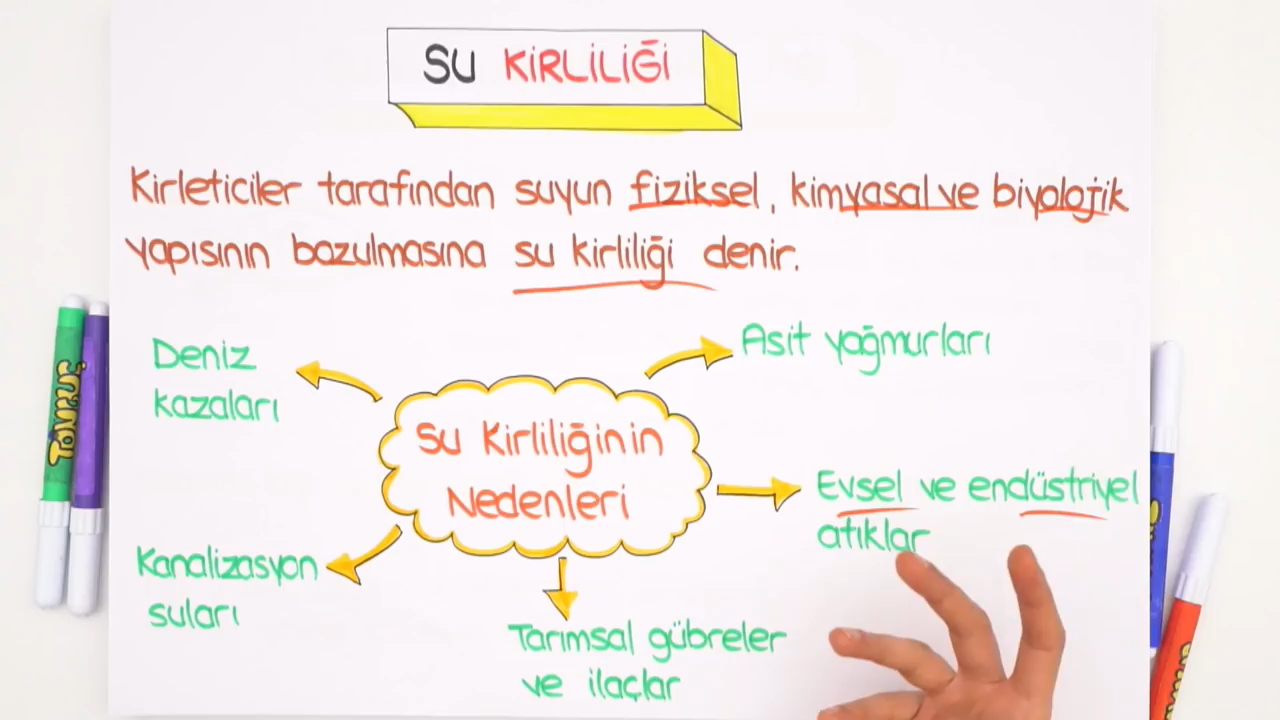 SU KİRLİLİĞİ
Kirleticiler tarafından suyun fiziksel, kimyasal ve biyolojik
yapısının bozulmasına su kirliliği denir.
Deniz
kazaları
Asit yağmurları
Su Kirliliğinin
Nedenleri
Evsel ve endüstriyel
atıklar
Kanalizasyon
suları
Tarımsal gübreler
ve ilaçlar